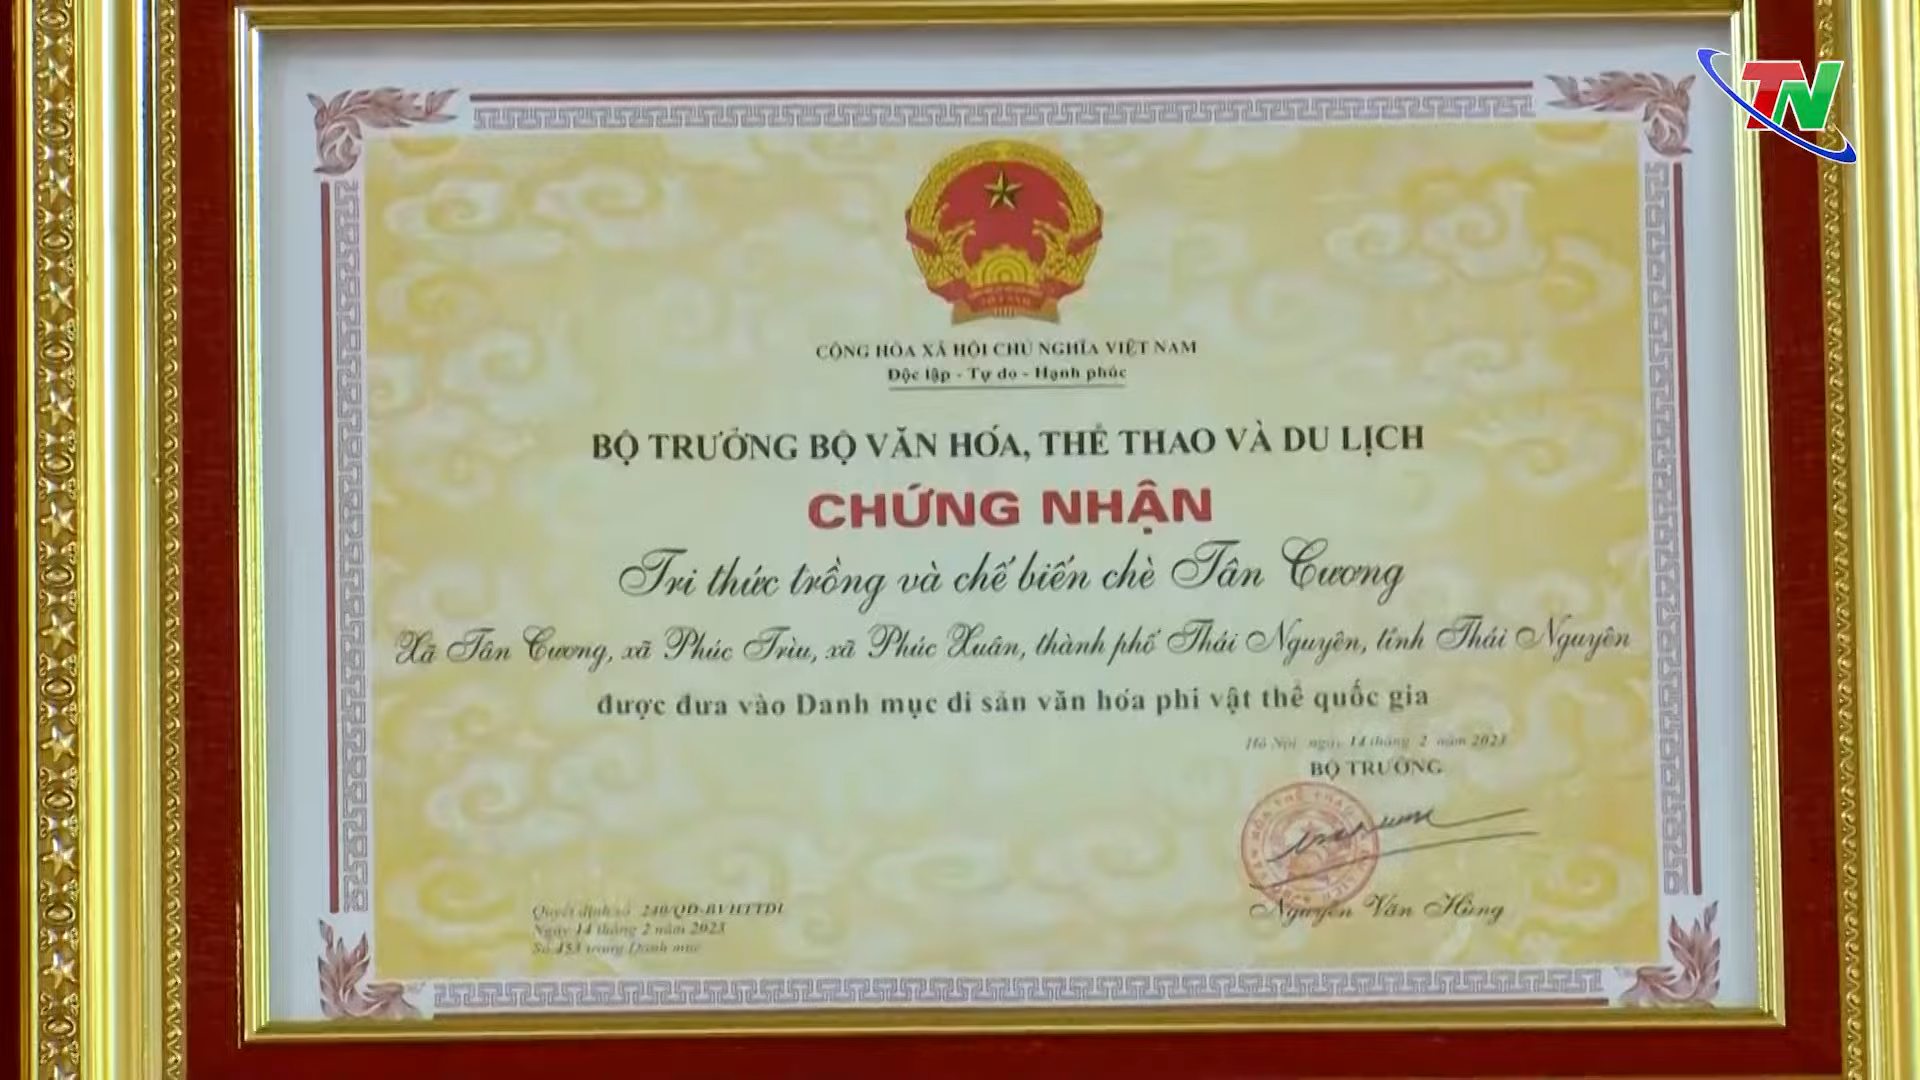 TN
CỘNG HÒA XÃ HỘI CHỦ NGHĨA VIỆT NAM
Độc lập - Tự do - Hạnh phúc
BỘ TRƯỞNG BỘ VĂN HÓA, THỂ THAO VÀ DU LỊCH
CHỨNG NHẬN
Tri thức trồng và chế biến chè Tân Cương
Xã Tân Cương, xã Phúc Trìu, xã Phúc Xuân, thành phố Thái Nguyên, tỉnh Thái Nguyên
được đưa vào Danh mục di sản văn hóa phi vật thể quốc gia
Hà Nội, ngày 14 tháng 2 năm 2023
BỘ TRƯỞNG
Nguyễn Văn Hùng
Quyết định số 240/QĐ-BVHTTDL
Ngày 14 tháng 2 năm 2023
Số 453 trong Danh mục